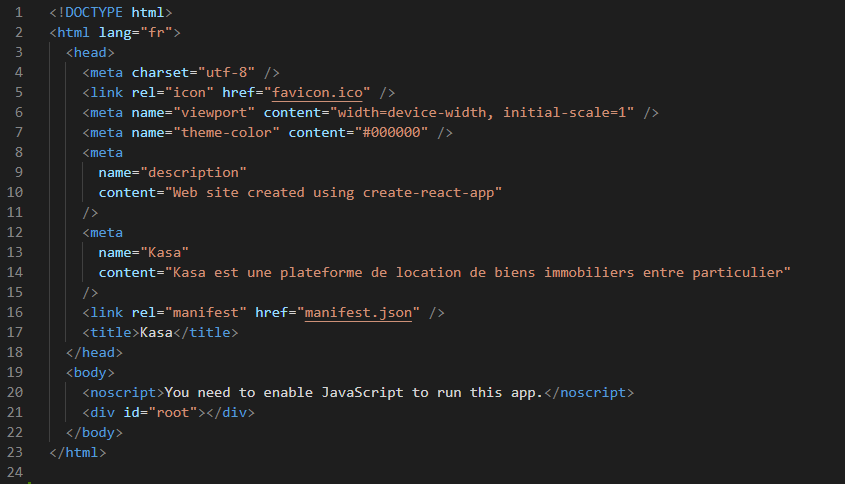 1 <!DOCTYPE html>
2 <html lang="fr">
3   <head>
4     <meta charset="utf-8" />
5     <link rel="icon" href="favicon.ico" />
6     <meta name="viewport" content="width=device-width, initial-scale=1" />
7     <meta name="theme-color" content="#000000" />
8     <meta
9       name="description"
10       content="Web site created using create-react-app"
11     />
12     <meta
13       name="Kasa"
14       content="Kasa est une plateforme de location de biens immobiliers entre particulier"
15     />
16     <link rel="manifest" href="manifest.json" />
17     <title>Kasa</title>
18   </head>
19   <body>
20     <noscript>You need to enable JavaScript to run this app.</noscript>
21     <div id="root"></div>
22   </body>
23 </html>
24